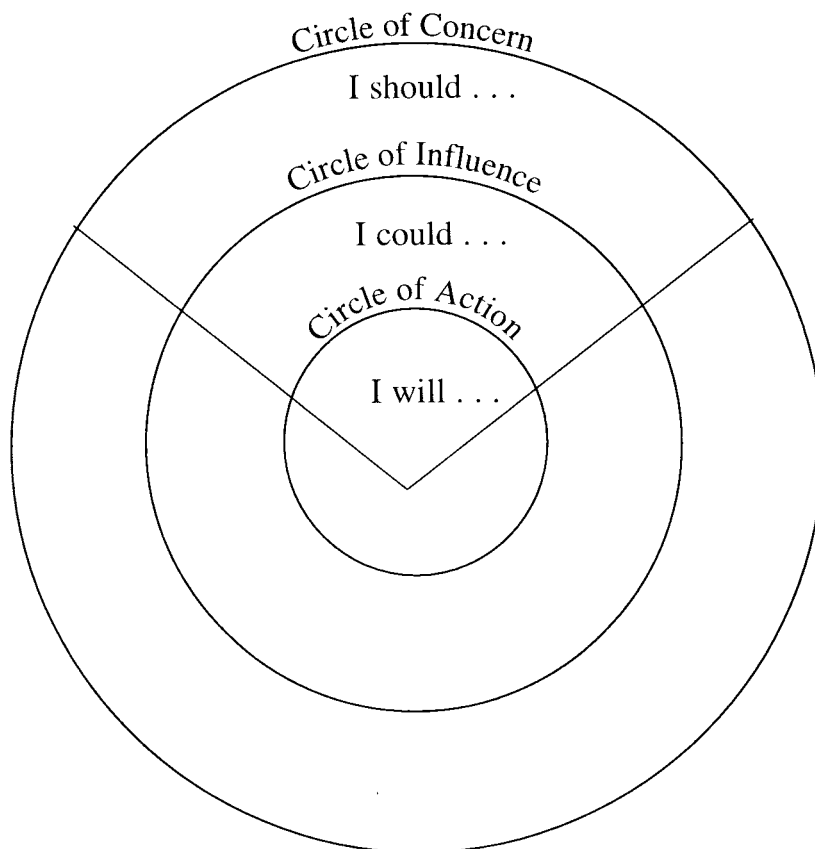 Circle of Concern
I should . . .
Circle of Influence
I could . . .
Circle of Action
I will . . .